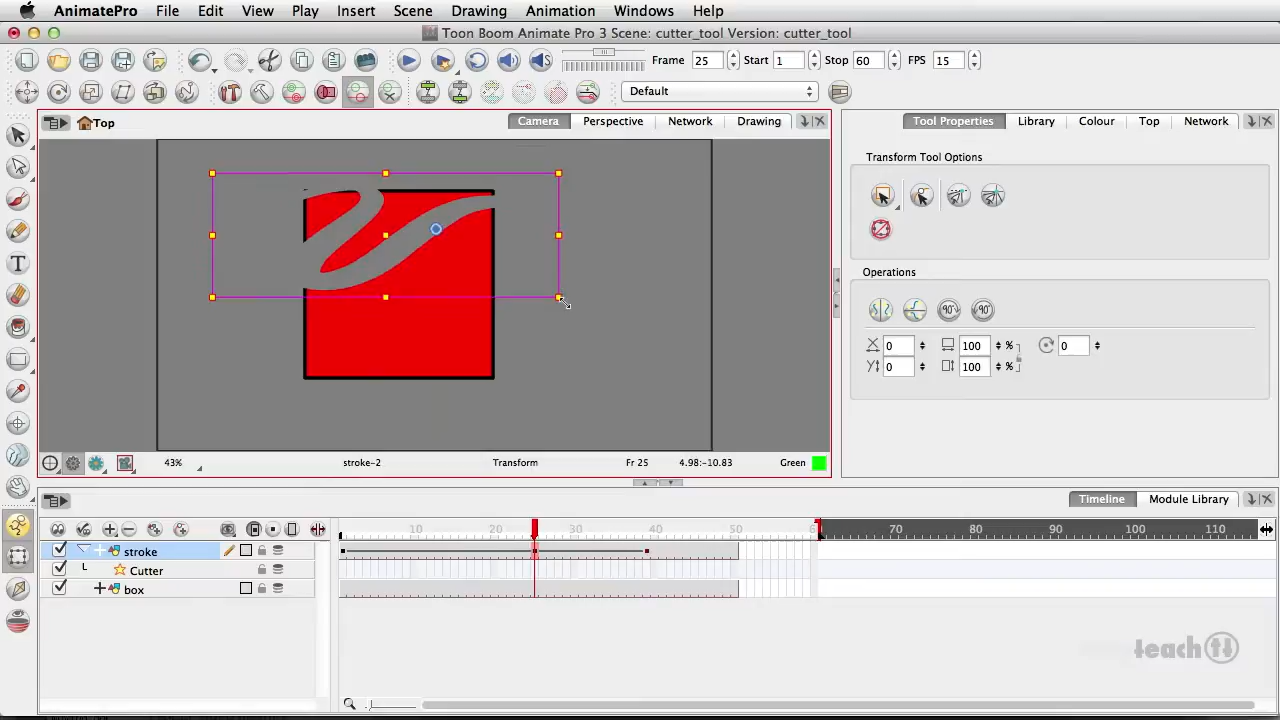 AnimatePro File Edit View Play Insert Scene Drawing Animation Windows Help
Toon Boom Animate Pro 3 Scene: cutter_tool Version: cutter_tool
Frame 25 Start 1 Stop 60 FPS 15
Default
Top Camera Perspective Network Drawing
Tool Properties Library Colour Top Network
Transform Tool Options
Operations
90° 90°
X 0 100 % 0
Y 0 100 %
43% stroke-2 Transform Fr 25 4.98:-10.83 Green
Timeline Module Library
10 20 30 40 50 2 70 80 90 100 110
stroke
Cutter
box
teach
T